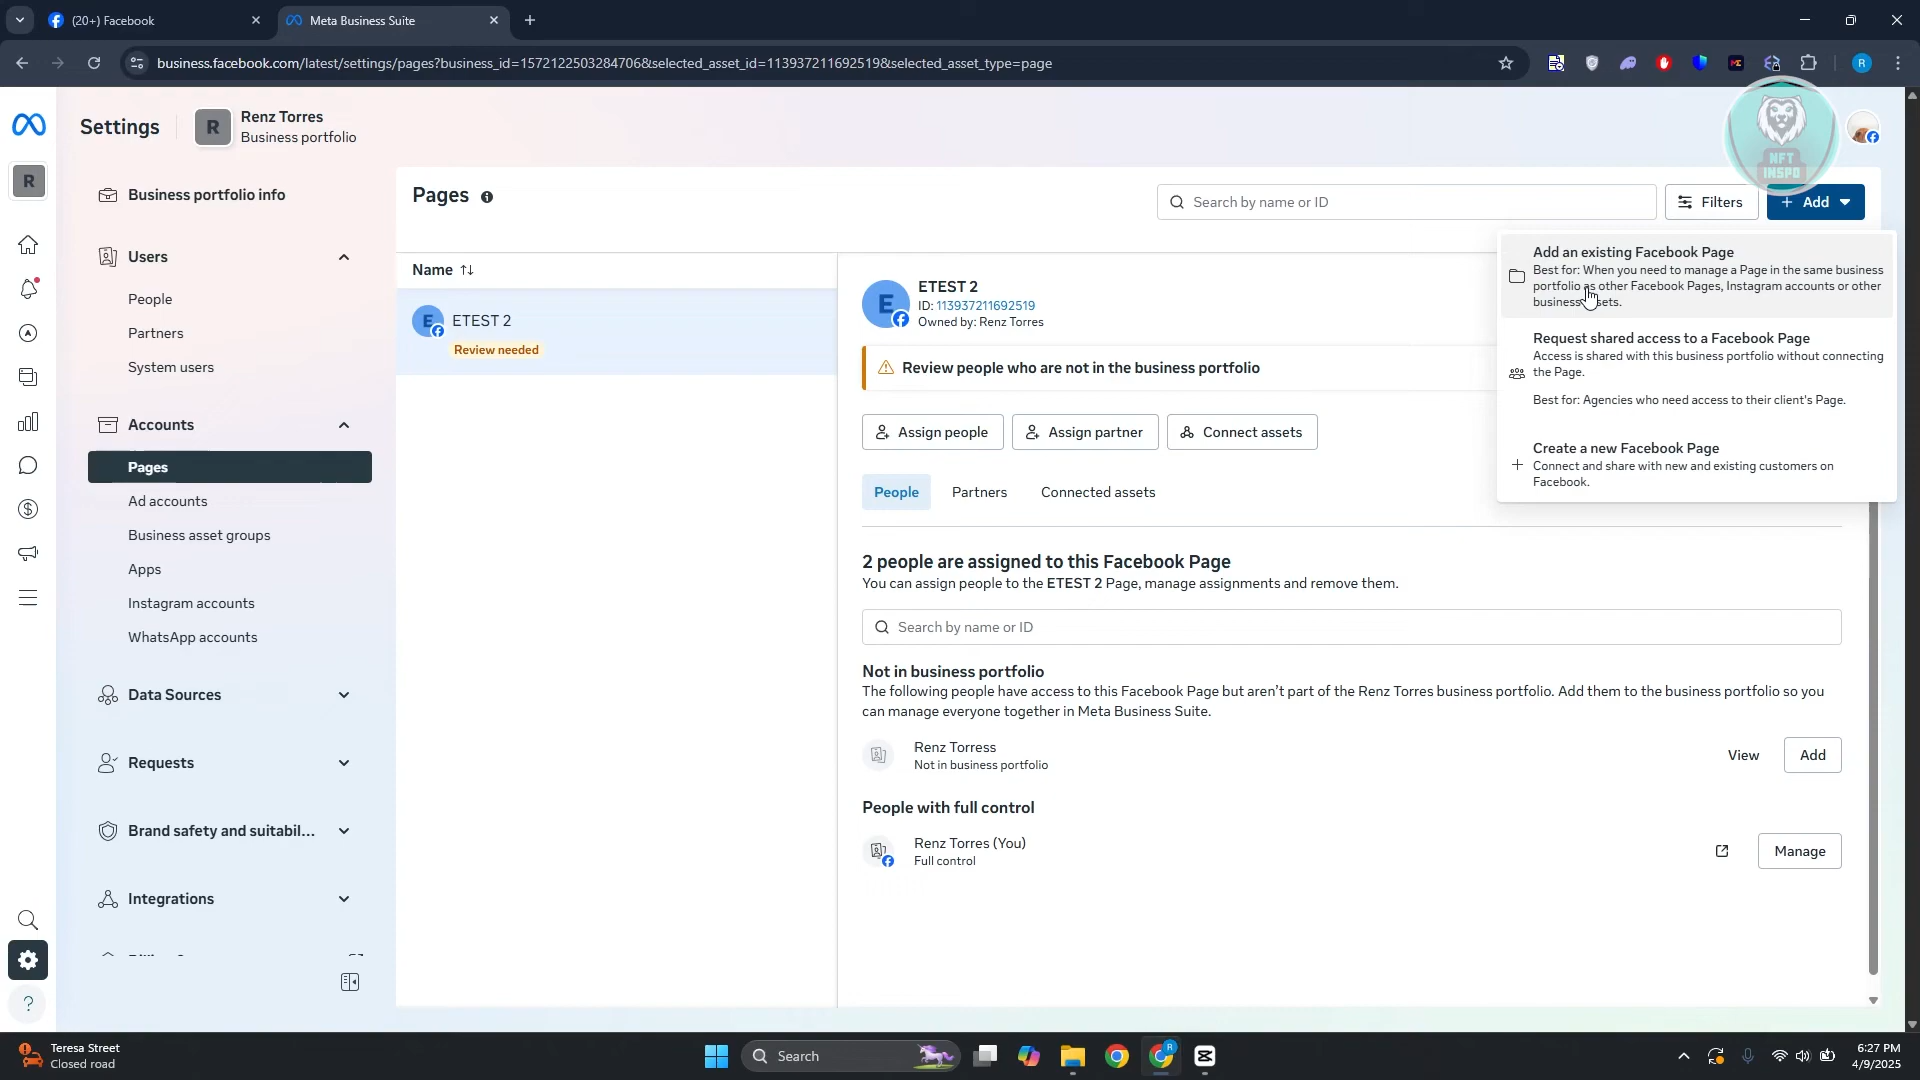 (20+) Facebook
Meta Business Suite
business.facebook.com/latest/settings/pages?business_id=1572122503284706&selected_asset_id=113937211692519&selected_asset_type=page
R
Settings
R
Renz Torres
Business portfolio
NFT
INSPO
R
Business portfolio info
Users
People
Partners
System users
Accounts
Pages
Ad accounts
Business asset groups
Apps
Instagram accounts
WhatsApp accounts
Data Sources
Requests
Brand safety and suitabil...
Integrations
Pages
Search by name or ID
Filters
+ Add
Name
E
ETEST 2
Review needed
E
ETEST 2
ID: 113937211692519
Owned by: Renz Torres
Review people who are not in the business portfolio
Assign people
Assign partner
Connect assets
People
Partners
Connected assets
Add an existing Facebook Page
Best for: When you need to manage a Page in the same business
portfolio as other Facebook Pages, Instagram accounts or other
business assets.
Request shared access to a Facebook Page
Access is shared with this business portfolio without connecting
the Page.
Best for: Agencies who need access to their client's Page.
Create a new Facebook Page
Connect and share with new and existing customers on
Facebook.
2 people are assigned to this Facebook Page
You can assign people to the ETEST 2 Page, manage assignments and remove them.
Search by name or ID
Not in business portfolio
The following people have access to this Facebook Page but aren't part of the Renz Torres business portfolio. Add them to the business portfolio so you
can manage everyone together in Meta Business Suite.
Renz Torress
Not in business portfolio
View
Add
People with full control
Renz Torres (You)
Full control
Manage
Teresa Street
Closed road
Search
R
6:27 PM
4/9/2025